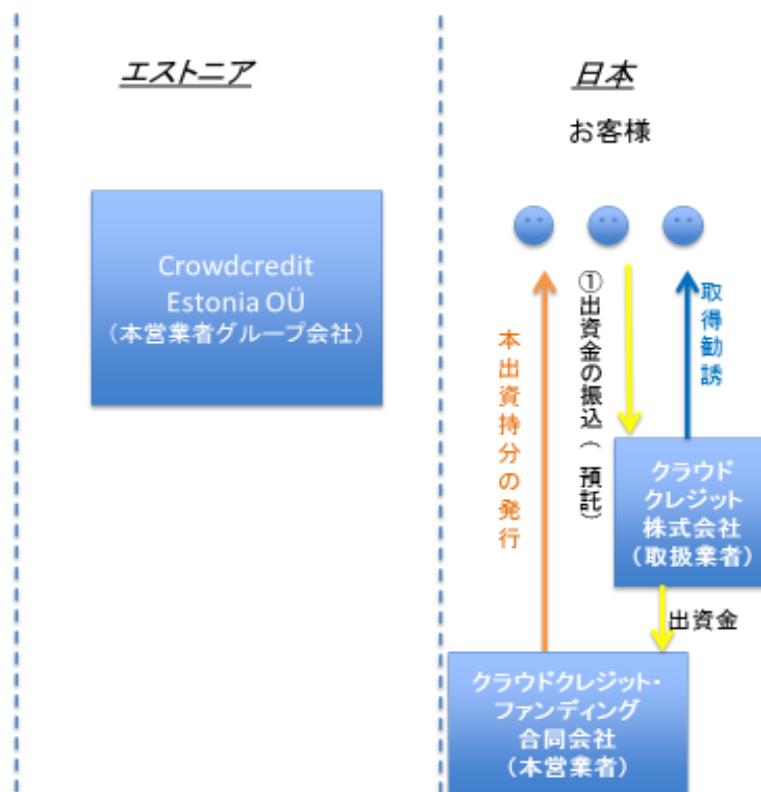 エストニア
日本
お客様
Crowdcredit
Estonia OÜ
（本営業者グループ会社）
本出資持分の発行
①出資金の振込（預託）
取得勧誘
クラウド
クレジット
株式会社
（取扱業者）
出資金
クラウドクレジット・
ファンディング
合同会社
（本営業者）